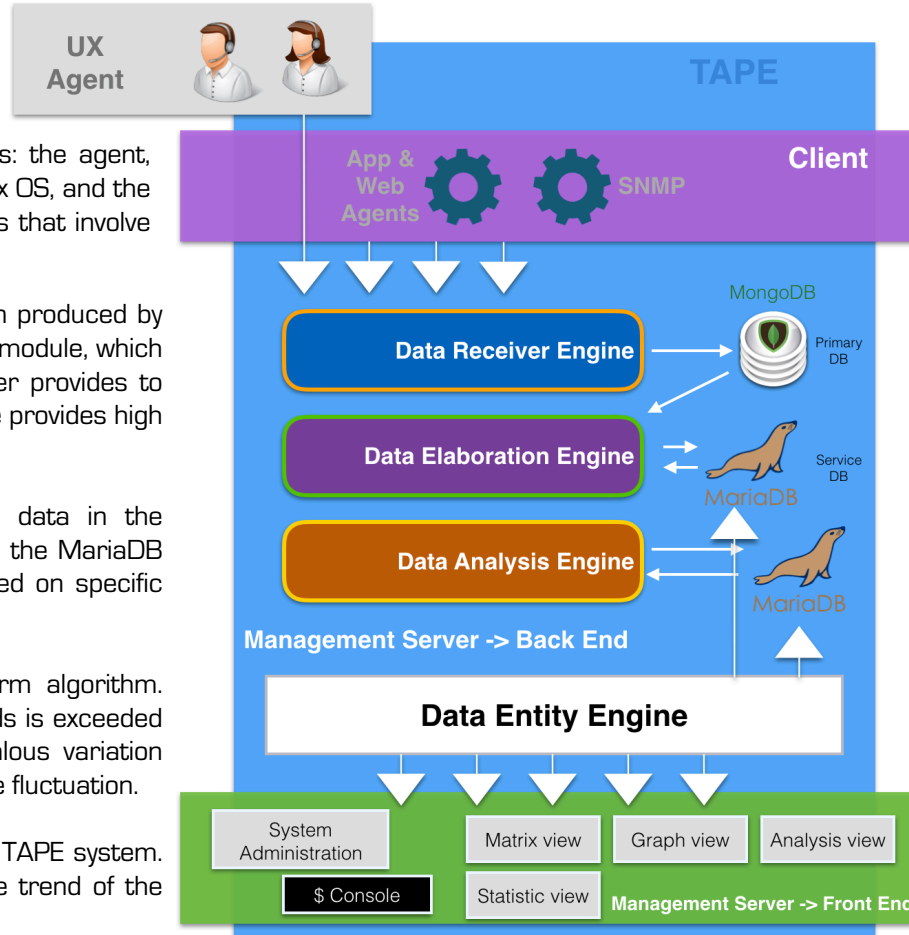 UX
Agent
TAPE
s: the agent,
x OS, and the
s that involve
n produced by
module, which
er provides to
e provides high
data in the
the MariaDB
ed on specific
rm algorithm.
ds is exceeded
alous variation
e fluctuation.
TAPE system.
e trend of the
App &
Web
Agents
SNMP
Client
MongoDB
Primary
DB
Data Receiver Engine
Data Elaboration Engine
MariaDB
Service
DB
Data Analysis Engine
MariaDB
Management Server -> Back End
Data Entity Engine
System
Administration
Matrix view
Graph view
Analysis view
$ Console
Statistic view
Management Server -> Front End